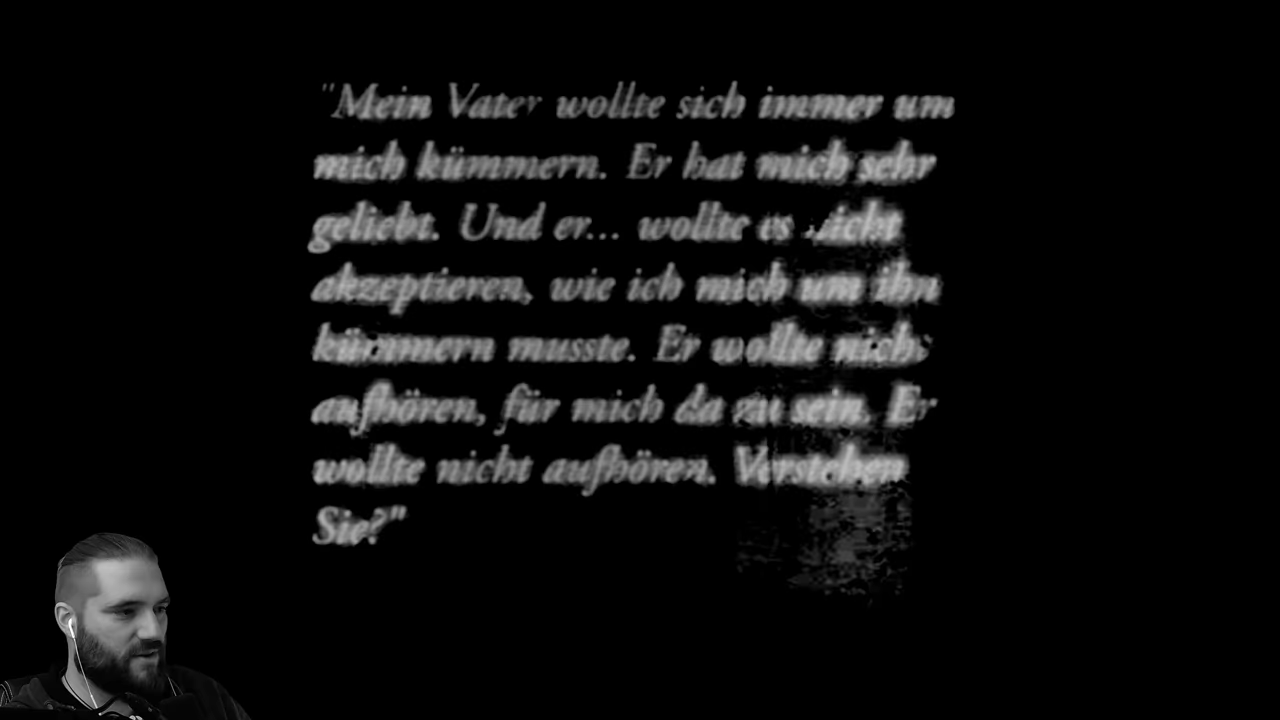 "Mein Vater wollte sich immer um
mich kümmern. Er hat mich sehr
geliebt. Und er... wollte es nicht
akzeptieren, wie ich mich um ihn
kümmern musste. Er wollte nicht
aufhören, für mich da zu sein. Er
wollte nicht aufhören. Verstehen
Sie?"